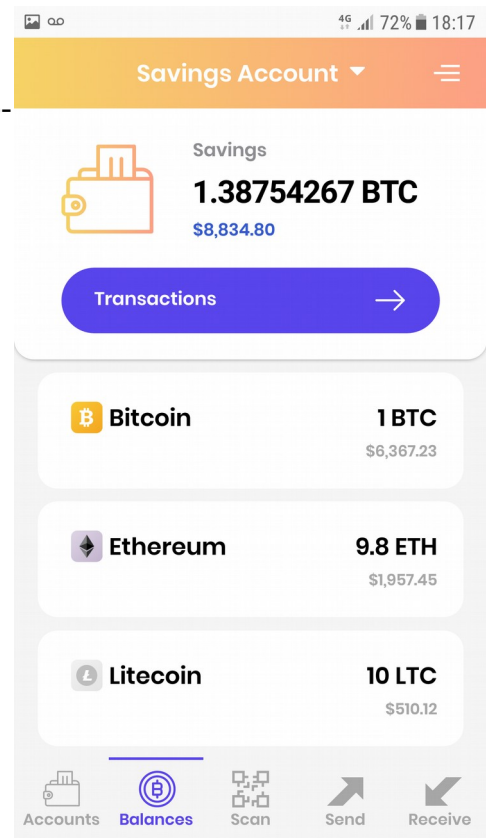 4G 72% 18:17
Savings Account
-
Savings
1.38754267 BTC
$8,834.80
Transactions
Bitcoin 1 BTC
$6,367.23
Ethereum 9.8 ETH
$1,957.45
Litecoin 10 LTC
$510.12
Accounts Balances Scan Send Receive